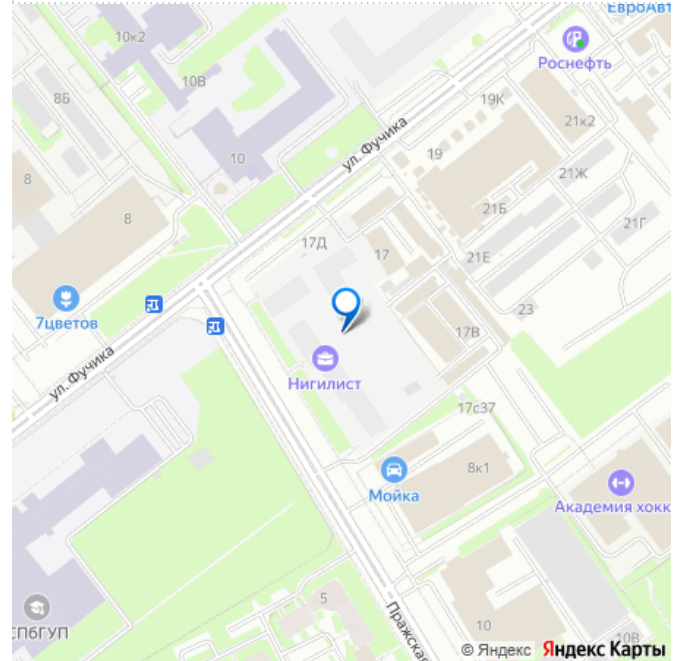 ЕвроАвт
10к2
Роснефть
10В
8Б
19К
21к2
ул. Фучика
19
10
21Ж
8
21Б
8
21Г
17Д
17
21Е
7цветов
23
17В
Нигилист
ул. Фучика
17с37
8к1
Мойка
Академия хокк
5
СПбГУП
Пражская
10
10В
© Яндекс Яндекс Карты